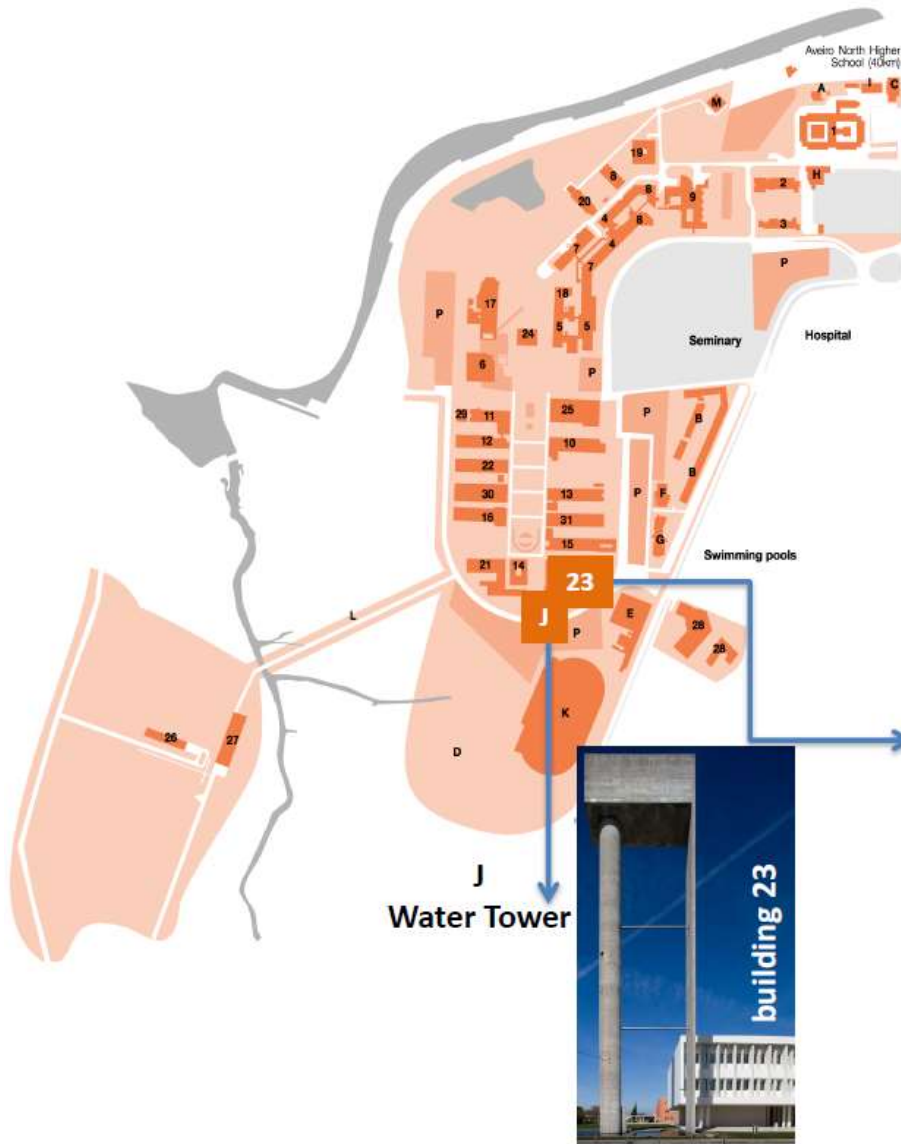 Aveiro North Higher
School (40km)
A
I
C
M
1
19
8
H
2
8
9
20
4
8
3
7
4
7
P
17
18
P
24
5
5
Seminary
Hospital
6
P
29
11
25
P
B
12
10
22
B
30
13
P
F
16
31
15
G
Swimming pools
21
14
23
L
J
E
P
28
28
K
26
27
D
J
Water Tower
building 23